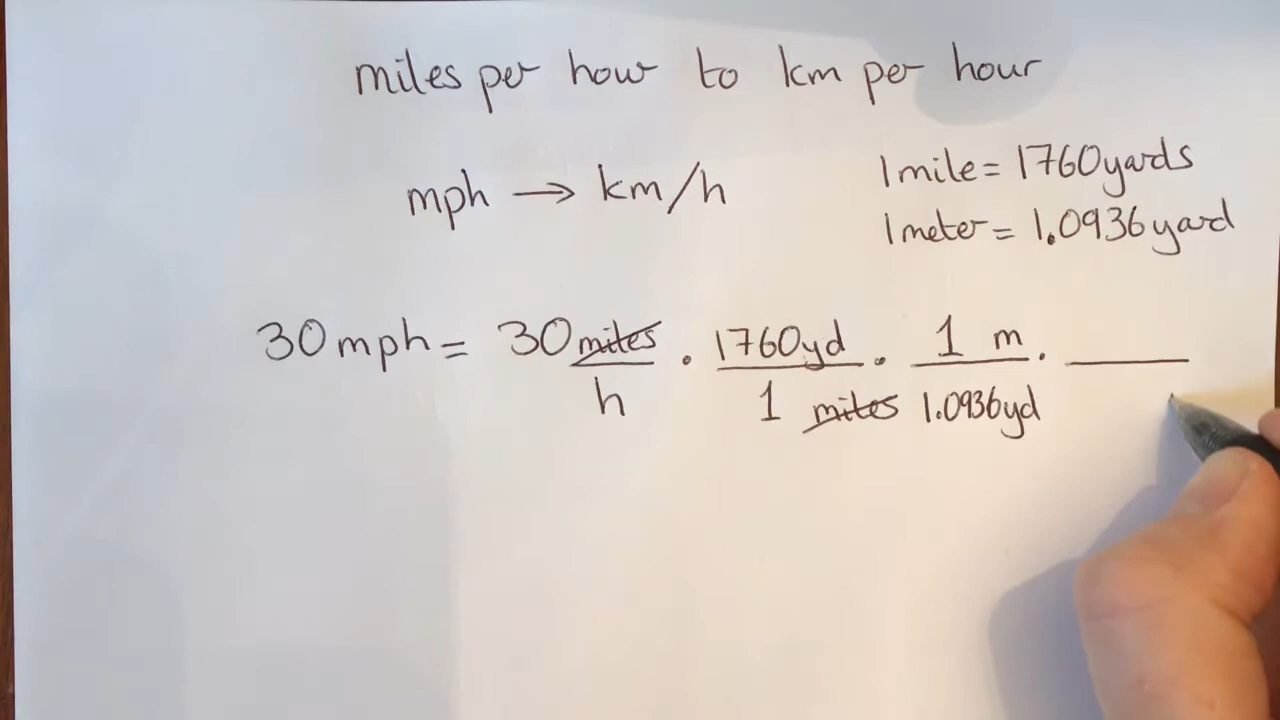 miles per hour to km per hour
mph → km/h
1 mile = 1760 yards
1 meter = 1.0936 yard
30 mph = 30 miles/h · 1760 yd/1 miles · 1 m/1.0936 yd ·